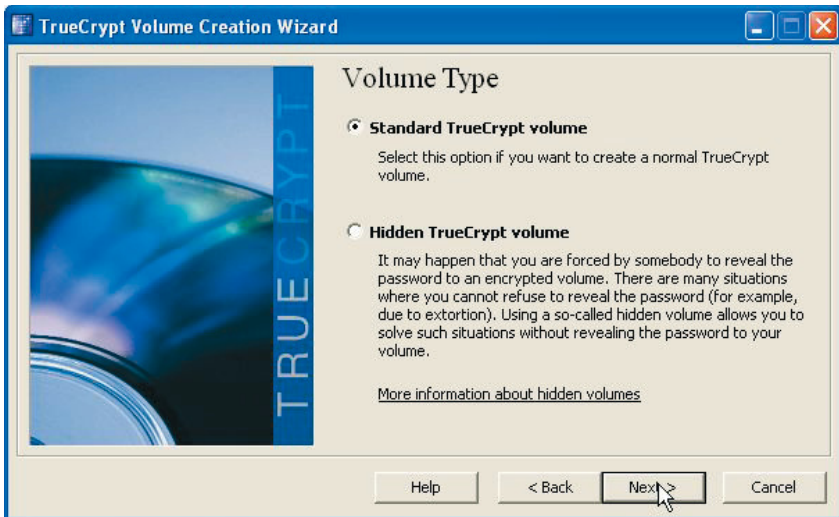 TrueCrypt Volume Creation Wizard
TRUECRYPT
Volume Type
Standard TrueCrypt volume
Select this option if you want to create a normal TrueCrypt
volume.
Hidden TrueCrypt volume
It may happen that you are forced by somebody to reveal the
password to an encrypted volume. There are many situations
where you cannot refuse to reveal the password (for example,
due to extortion). Using a so-called hidden volume allows you to
solve such situations without revealing the password to your
volume.
More information about hidden volumes
Help
< Back
Next >
Cancel